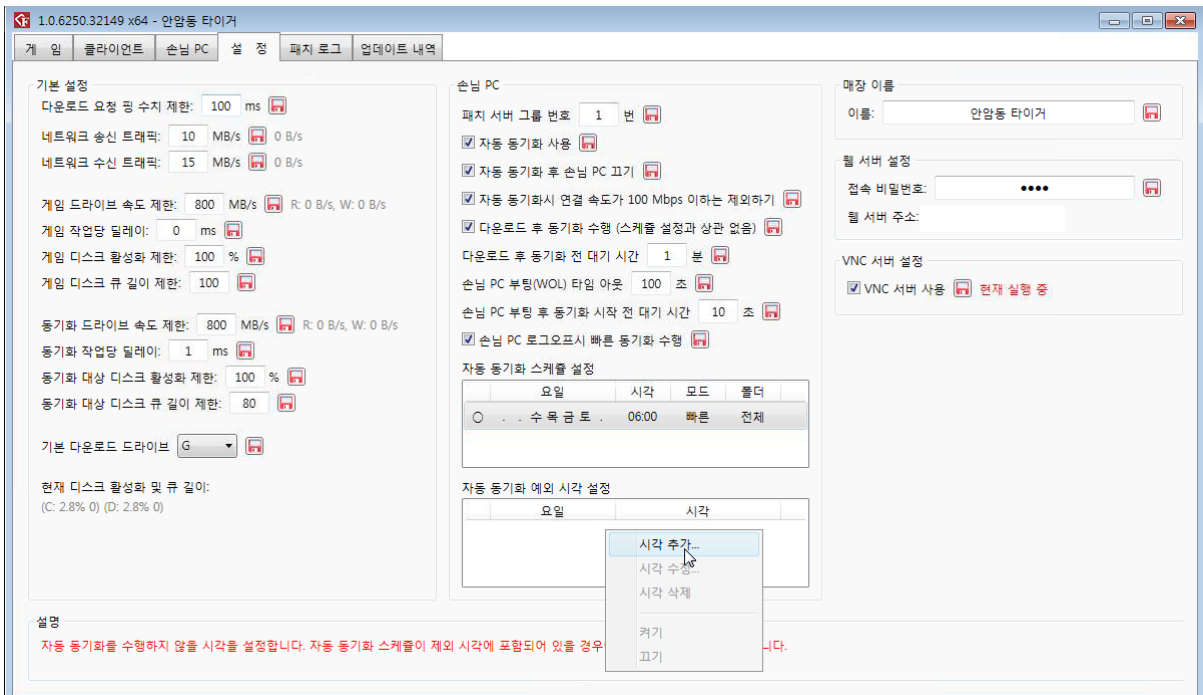 1.0.6250.32149 x64 - 안암동 타이거
게 임 클라이언트 손님 PC 설 정 패치 로그 업데이트 내역
기본 설정
다운로드 요청 핑 수치 제한: 100 ms
네트워크 송신 트래픽: 10 MB/s 0 B/s
네트워크 수신 트래픽: 15 MB/s 0 B/s
게임 드라이브 속도 제한: 800 MB/s R: 0 B/s, W: 0 B/s
게임 작업당 딜레이: 0 ms
게임 디스크 활성화 제한: 100 %
게임 디스크 큐 길이 제한: 100
동기화 드라이브 속도 제한: 800 MB/s R: 0 B/s, W: 0 B/s
동기화 작업당 딜레이: 1 ms
동기화 대상 디스크 활성화 제한: 100 %
동기화 대상 디스크 큐 길이 제한: 80
기본 다운로드 드라이브 G
현재 디스크 활성화 및 큐 길이:
(C: 2.8% 0) (D: 2.8% 0)
손님 PC
패치 서버 그룹 번호 1 번
자동 동기화 사용
자동 동기화 후 손님 PC 끄기
자동 동기화시 연결 속도가 100 Mbps 이하는 제외하기
다운로드 후 동기화 수행 (스케쥴 설정과 상관 없음)
다운로드 후 동기화 전 대기 시간 1 분
손님 PC 부팅(WOL) 타임 아웃 100 초
손님 PC 부팅 후 동기화 시작 전 대기 시간 10 초
손님 PC 로그오프시 빠른 동기화 수행
자동 동기화 스케쥴 설정
요일 시각 모드 폴더
○ . . 수 목 금 토 . 06:00 빠른 전체
자동 동기화 예외 시각 설정
요일 시각
시각 추가...
시각 수정...
시각 삭제
켜기
끄기
매장 이름
이름: 안암동 타이거
웹 서버 설정
접속 비밀번호: ●●●●
웹 서버 주소:
VNC 서버 설정
VNC 서버 사용 현재 실행 중
설명
자동 동기화를 수행하지 않을 시각을 설정합니다. 자동 동기화 스케쥴이 제외 시각에 포함되어 있을 경우 니다.